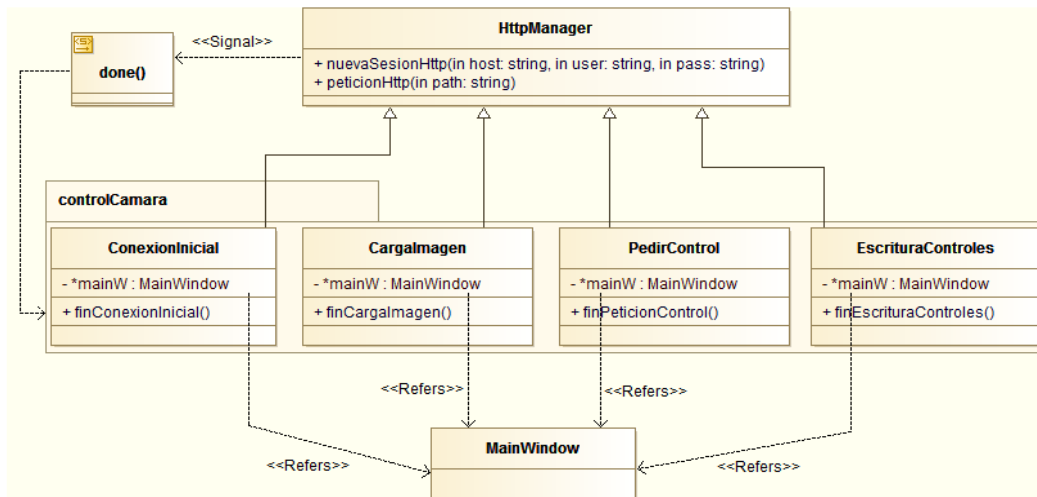 HttpManager
<<Signal>>
done()
+ nuevaSesionHttp(in host: string, in user: string, in pass: string)
+ peticionHttp(in path: string)
controlCamara
ConexionInicial
- *mainW : MainWindow
+ finConexionInicial()
CargaImagen
- *mainW : MainWindow
+ finCargaImagen()
PedirControl
- *mainW : MainWindow
+ finPeticionControl()
EscrituraControles
- *mainW : MainWindow
+ finEscrituraControles()
<<Refers>>
<<Refers>>
MainWindow
<<Refers>>
<<Refers>>